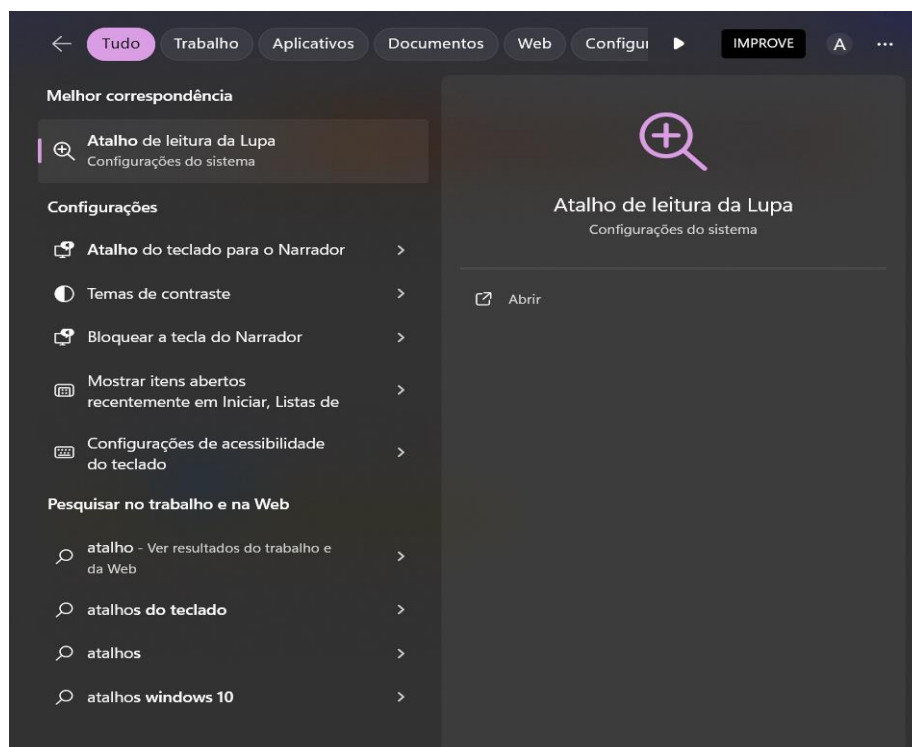 Tudo Trabalho Aplicativos Documentos Web Configur IMPROVE A
Melhor correspondência
Atalho de leitura da Lupa
Configurações do sistema
Configurações
Atalho do teclado para o Narrador
Temas de contraste
Bloquear a tecla do Narrador
Mostrar itens abertos
recentemente em Iniciar, Listas de
Configurações de acessibilidade
do teclado
Pesquisar no trabalho e na Web
atalho - Ver resultados do trabalho e
da Web
atalhos do teclado
atalhos
atalhos windows 10
Atalho de leitura da Lupa
Configurações do sistema
Abrir